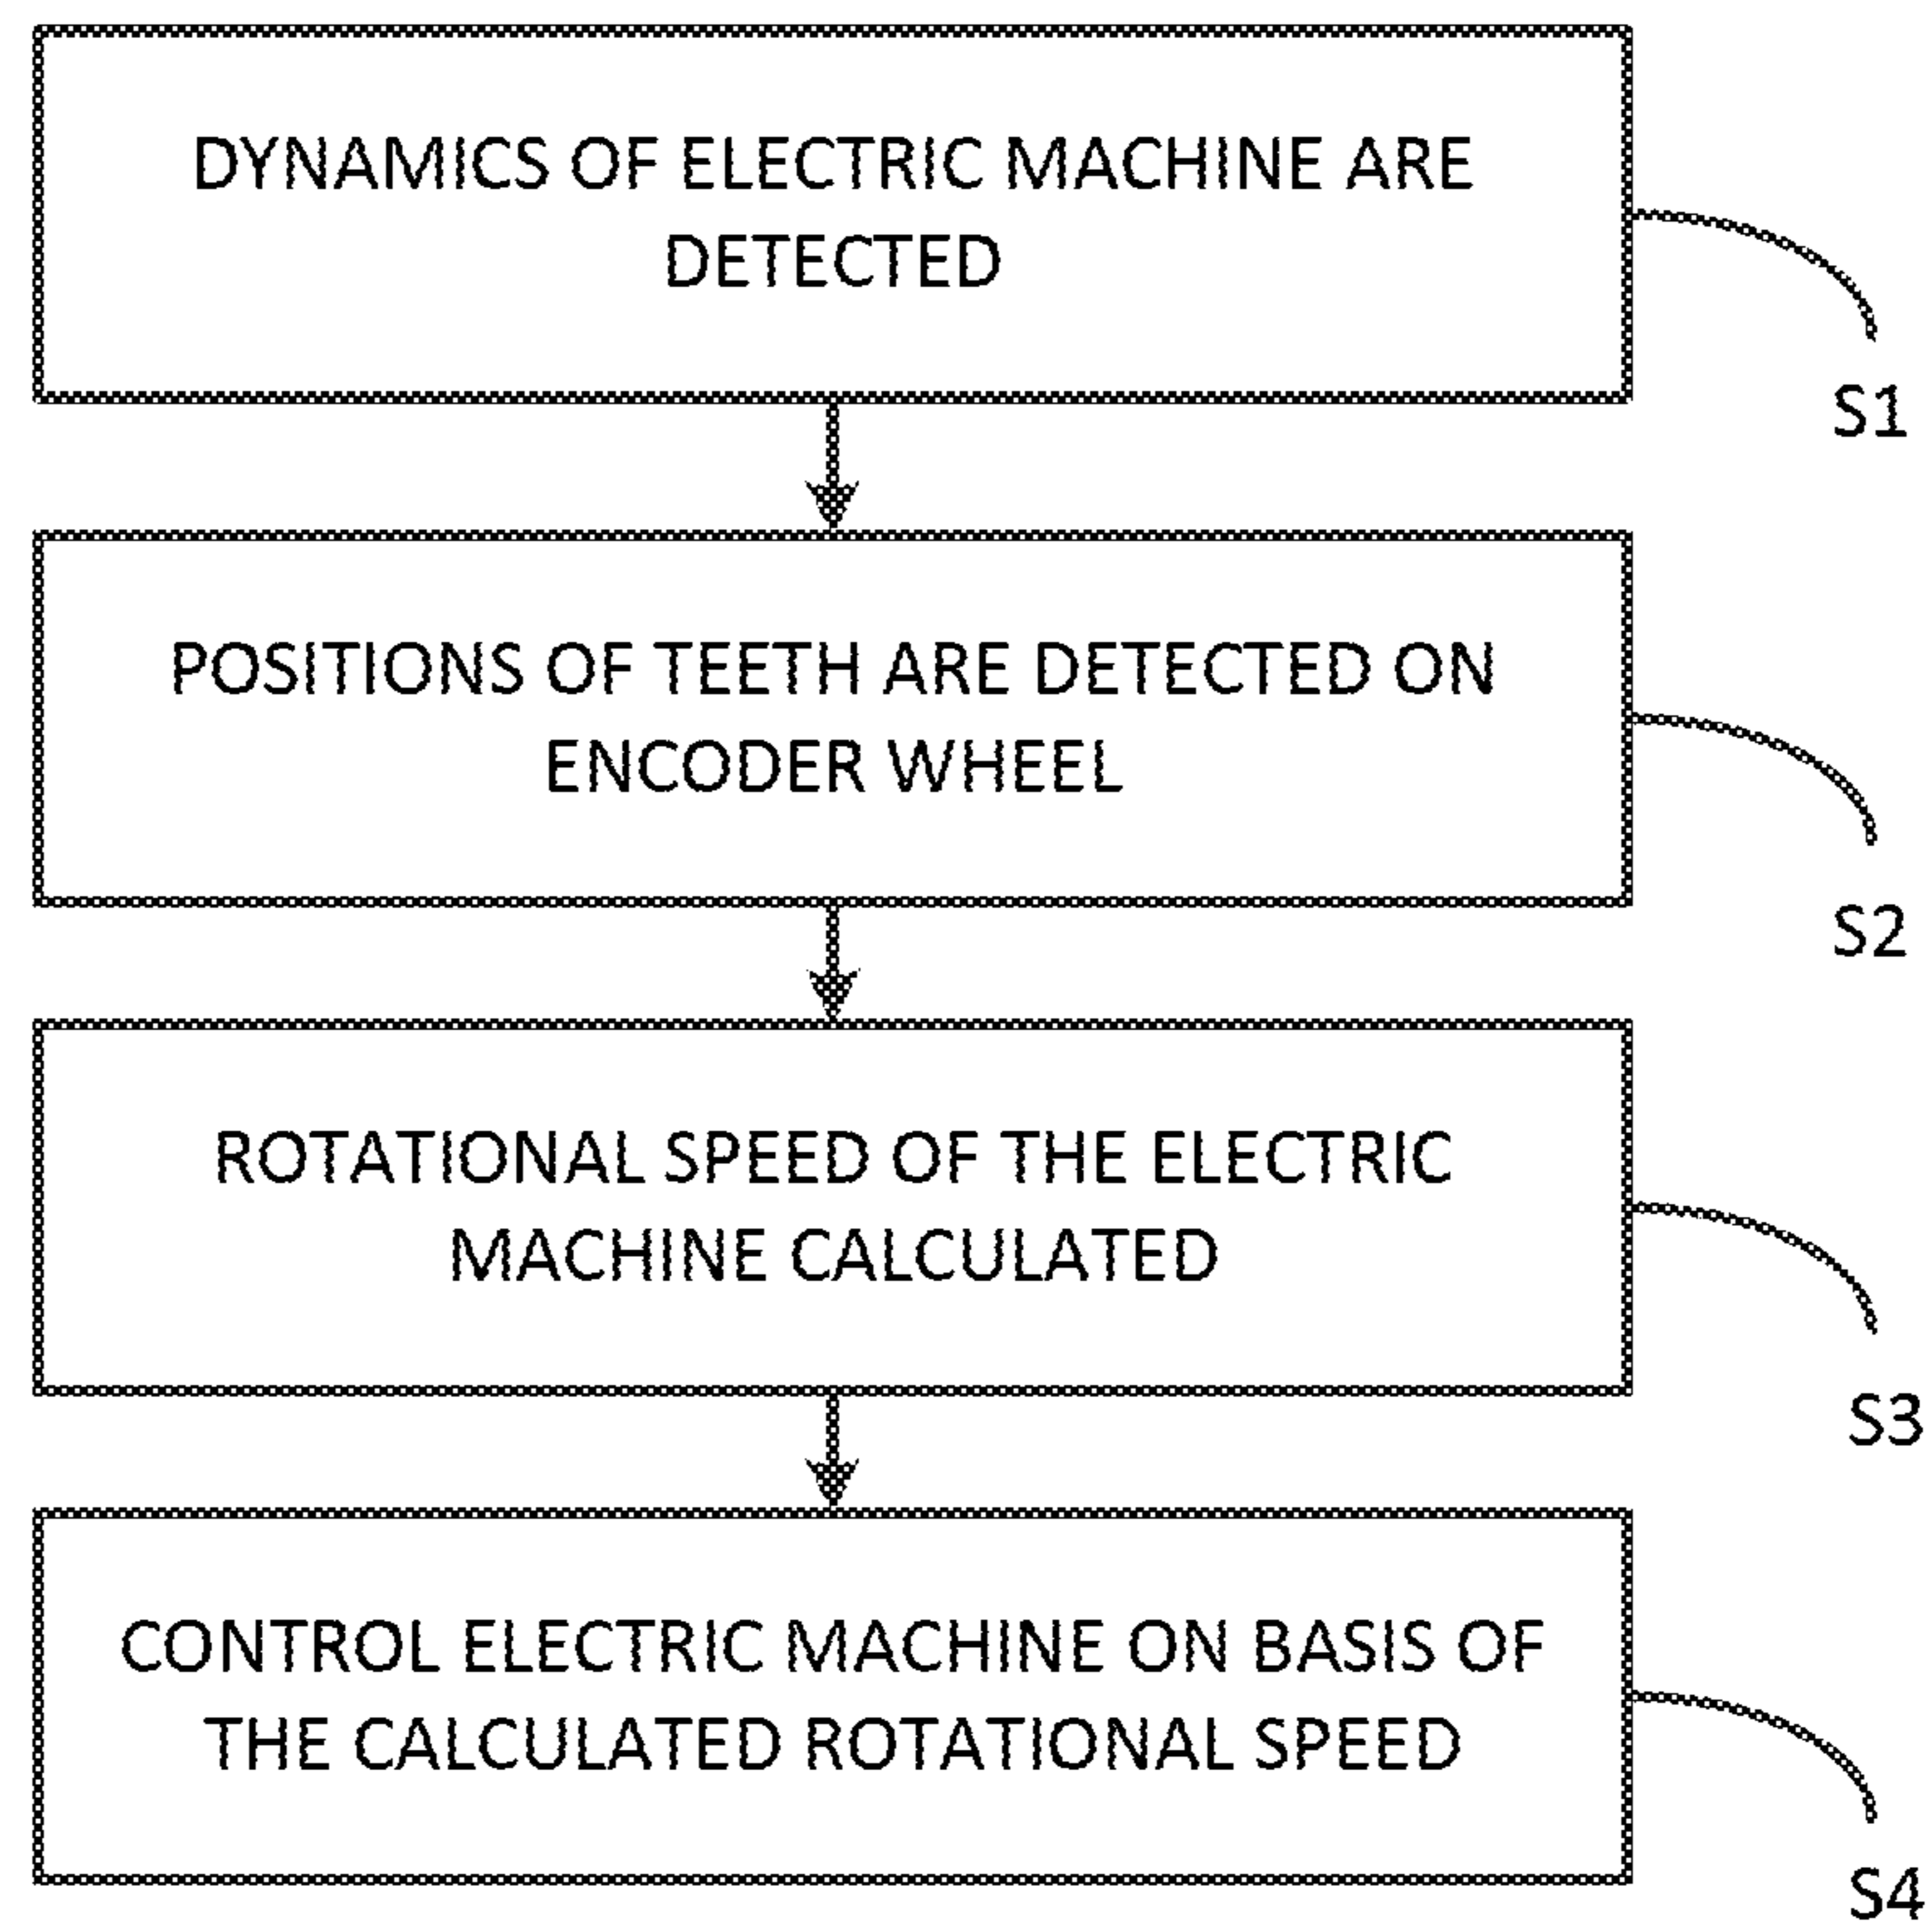 DYNAMICS OF ELECTRIC MACHINE ARE
DETECTED
S1
POSITIONS OF TEETH ARE DETECTED ON
ENCODER WHEEL
S2
ROTATIONAL SPEED OF THE ELECTRIC
MACHINE CALCULATED
S3
CONTROL ELECTRIC MACHINE ON BASIS OF
THE CALCULATED ROTATIONAL SPEED
S4